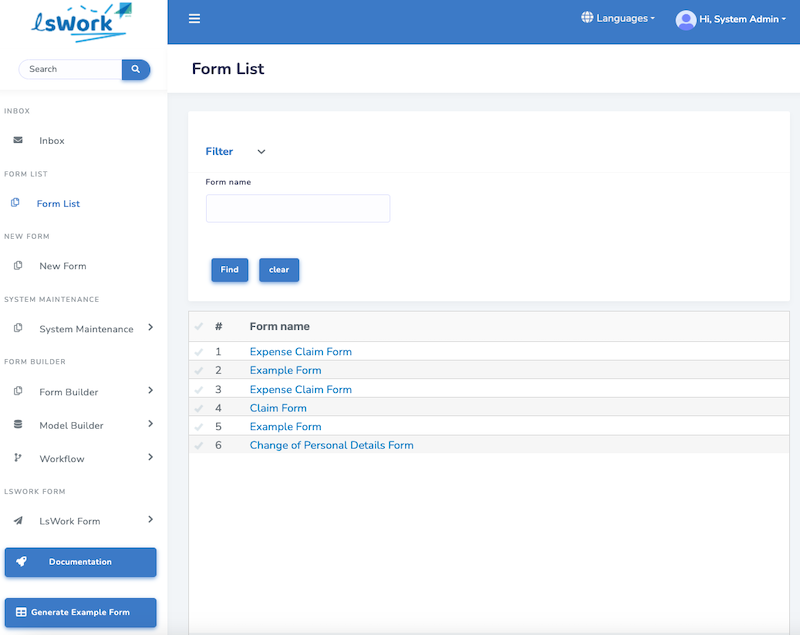 LsWork
Languages
Hi, System Admin
Search
Form List
INBOX
Inbox
FORM LIST
Form List
NEW FORM
New Form
SYSTEM MAINTENANCE
System Maintenance
FORM BUILDER
Form Builder
Model Builder
Workflow
LSWORK FORM
LsWork Form
Documentation
Generate Example Form
Filter
Form name
Find clear
# Form name
1 Expense Claim Form
2 Example Form
3 Expense Claim Form
4 Claim Form
5 Example Form
6 Change of Personal Details Form